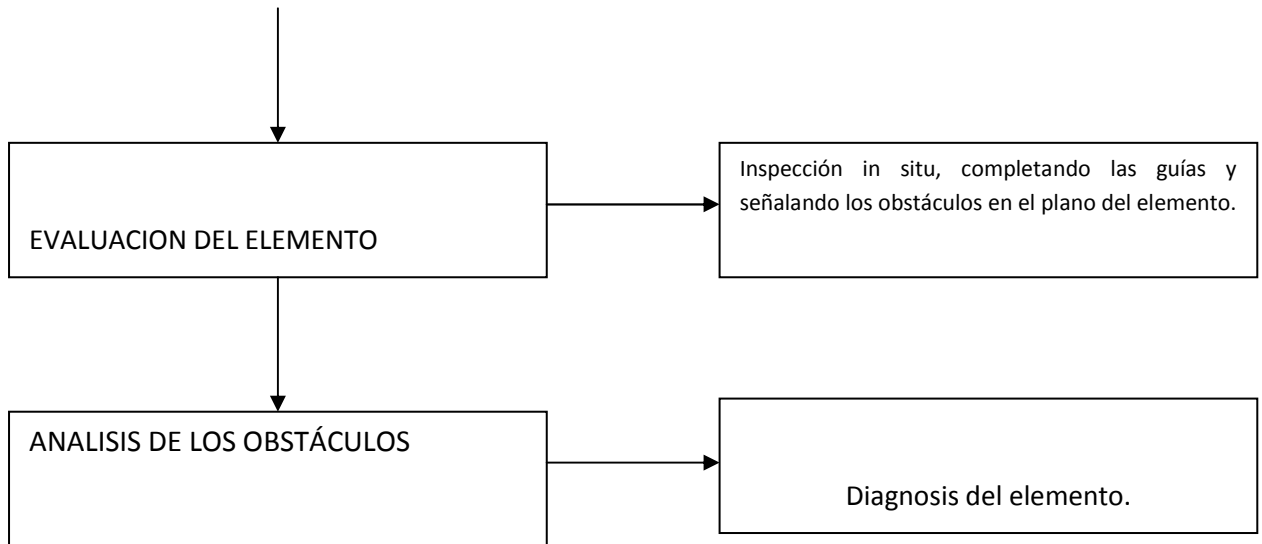 Inspección in situ, completando las guías y
señalando los obstáculos en el plano del elemento.
EVALUACION DEL ELEMENTO
ANALISIS DE LOS OBSTÁCULOS
Diagnosis del elemento.